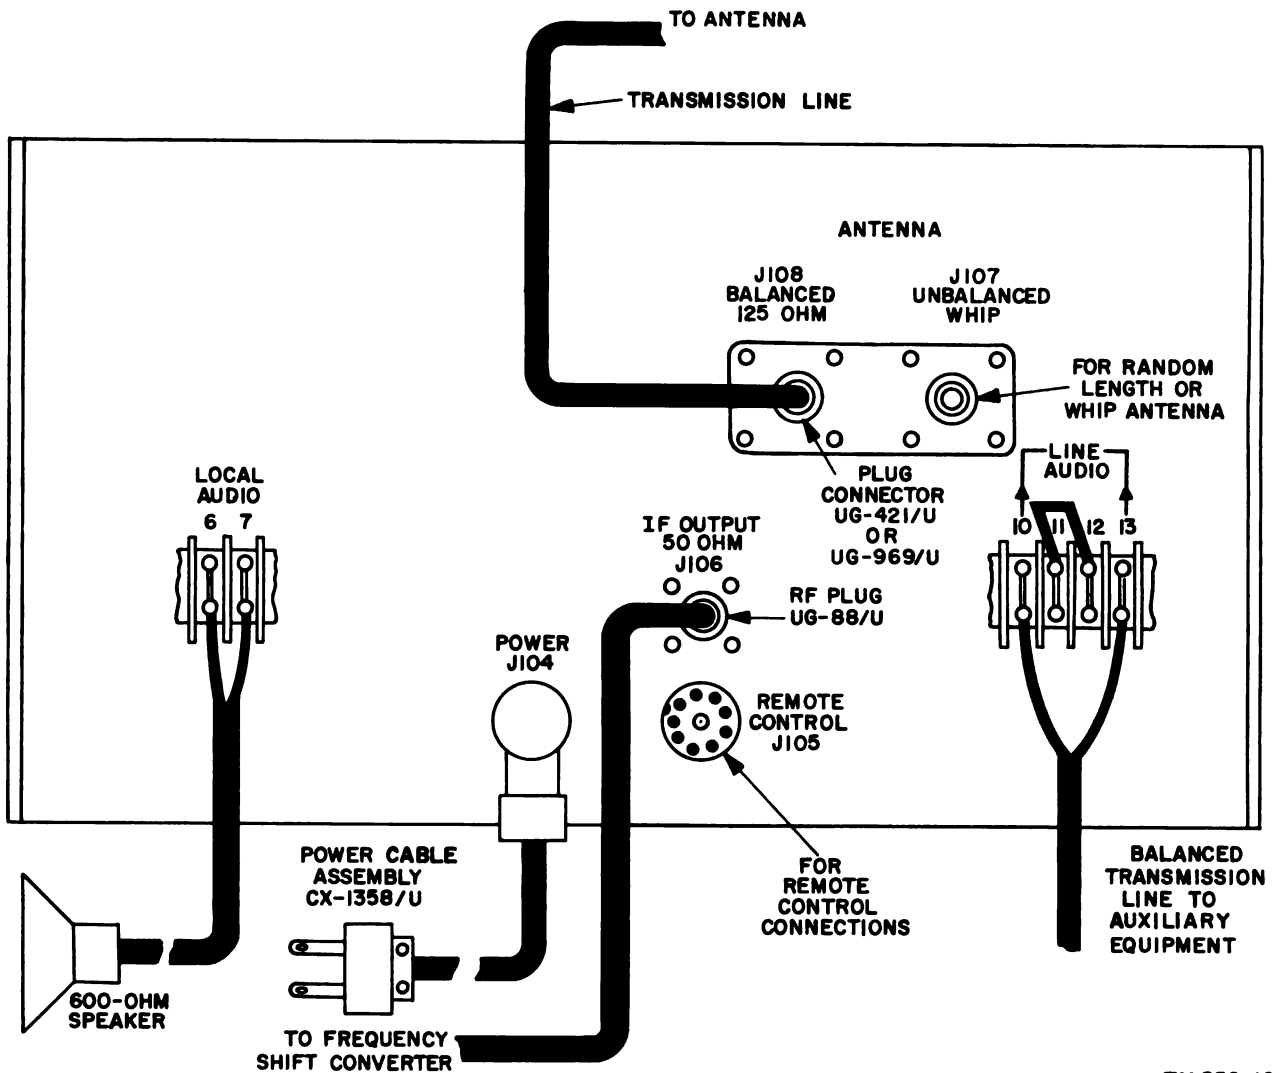 TO ANTENNA
TRANSMISSION LINE
ANTENNA
J108
BALANCED
125 OHM
J107
UNBALANCED
WHIP
FOR RANDOM
LENGTH OR
WHIP ANTENNA
LINE
AUDIO
10 11 12 13
PLUG
CONNECTOR
UG-421/U
OR
UG-969/U
LOCAL
AUDIO
6 7
IF OUTPUT
50 OHM
J106
RF PLUG
UG-88/U
POWER
J104
REMOTE
CONTROL
J105
FOR
REMOTE
CONTROL
CONNECTIONS
POWER CABLE
ASSEMBLY
CX-1358/U
BALANCED
TRANSMISSION
LINE TO
AUXILIARY
EQUIPMENT
600-OHM
SPEAKER
TO FREQUENCY
SHIFT CONVERTER